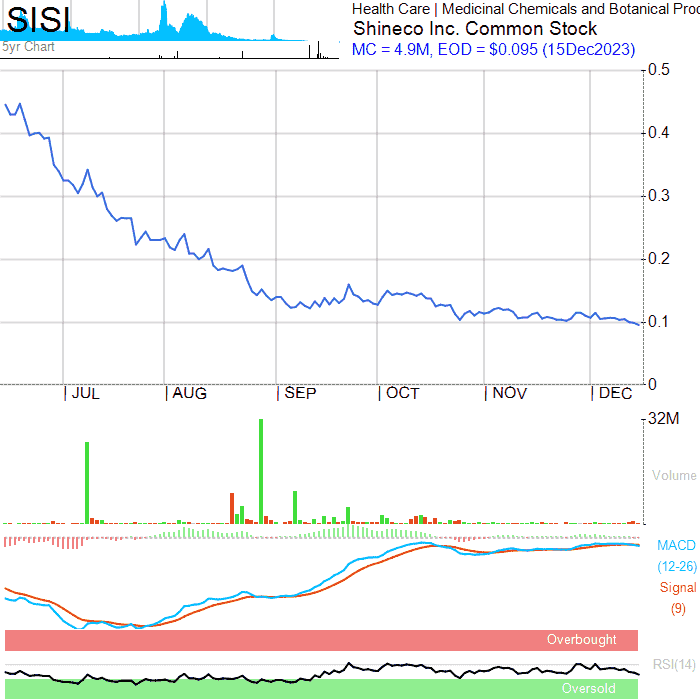 SISI
5yr Chart
Health Care | Medicinal Chemicals and Botanical Proc
Shineco Inc. Common Stock
MC = 4.9M, EOD = $0.095 (15Dec2023)
0.5
0.4
0.3
0.2
0.1
0
JUL AUG SEP OCT NOV DEC
32M
Volume
MACD
(12-26)
Signal
(9)
Overbought
RSI(14)
Oversold